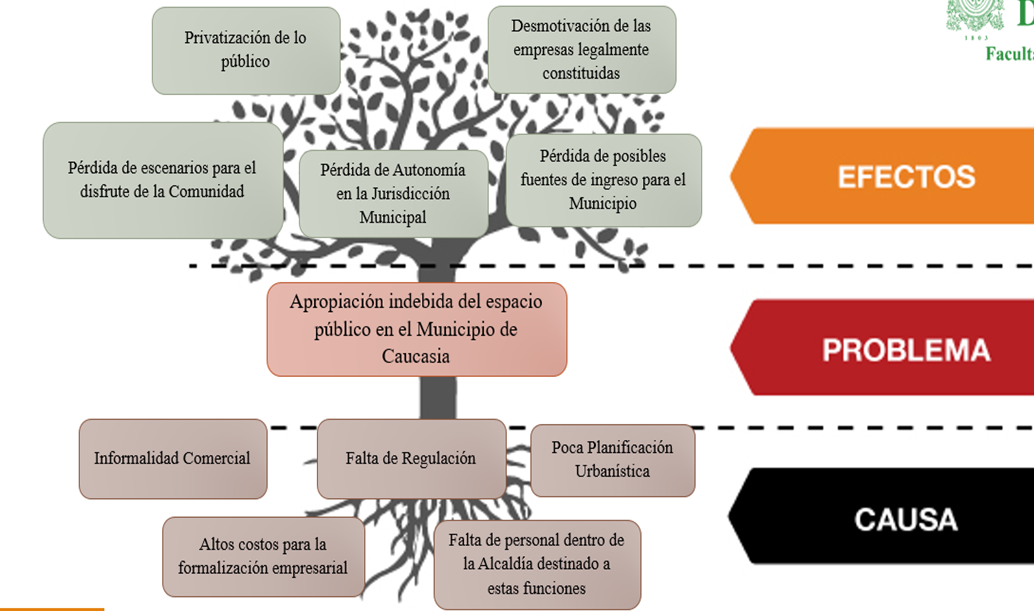 Privatización de lo
público
Desmotivación de las
empresas legalmente
constituidas
1803
Pérdida de escenarios para el
disfrute de la Comunidad
Pérdida de Autonomía
en la Jurisdicción
Municipal
Pérdida de posibles
fuentes de ingreso para el
Municipio
EFECTOS
Apropiación indebida del espacio
público en el Municipio de
Caucasia
PROBLEMA
Informalidad Comercial
Falta de Regulación
Poca Planificación
Urbanística
CAUSA
Altos costos para la
formalización empresarial
Falta de personal dentro de
la Alcaldía destinado a
estas funciones